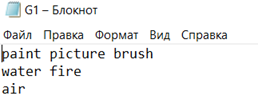 G1 – Блокнот
Файл Правка Формат Вид Справка
paint picture brush
water fire
air